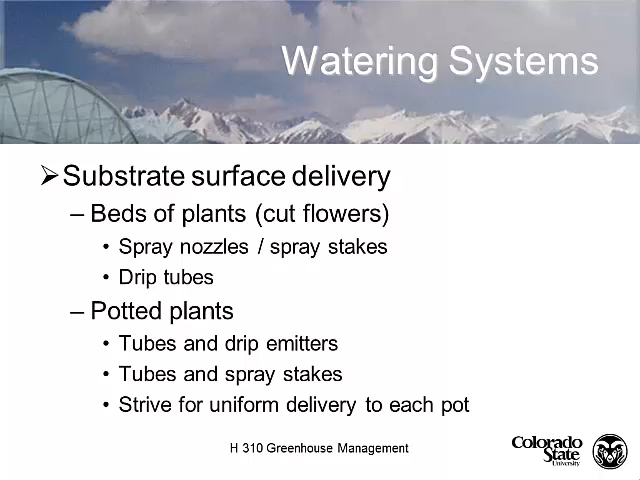 Watering Systems
➢Substrate surface delivery
– Beds of plants (cut flowers)
• Spray nozzles / spray stakes
• Drip tubes
– Potted plants
• Tubes and drip emitters
• Tubes and spray stakes
• Strive for uniform delivery to each pot
H 310 Greenhouse Management
Colorado
State
University